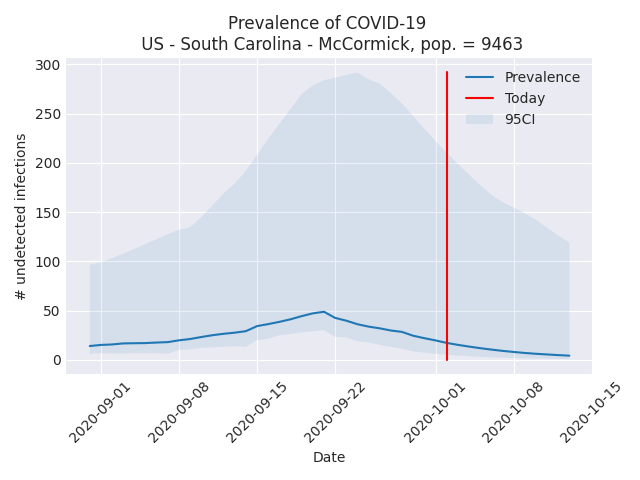 Prevalence of COVID-19
US - South Carolina - McCormick, pop. = 9463
300
250
200
150
100
50
0
# undetected infections
Prevalence
Today
95CI
2020-09-01
2020-09-08
2020-09-15
2020-09-22
2020-10-01
2020-10-08
2020-10-15
Date